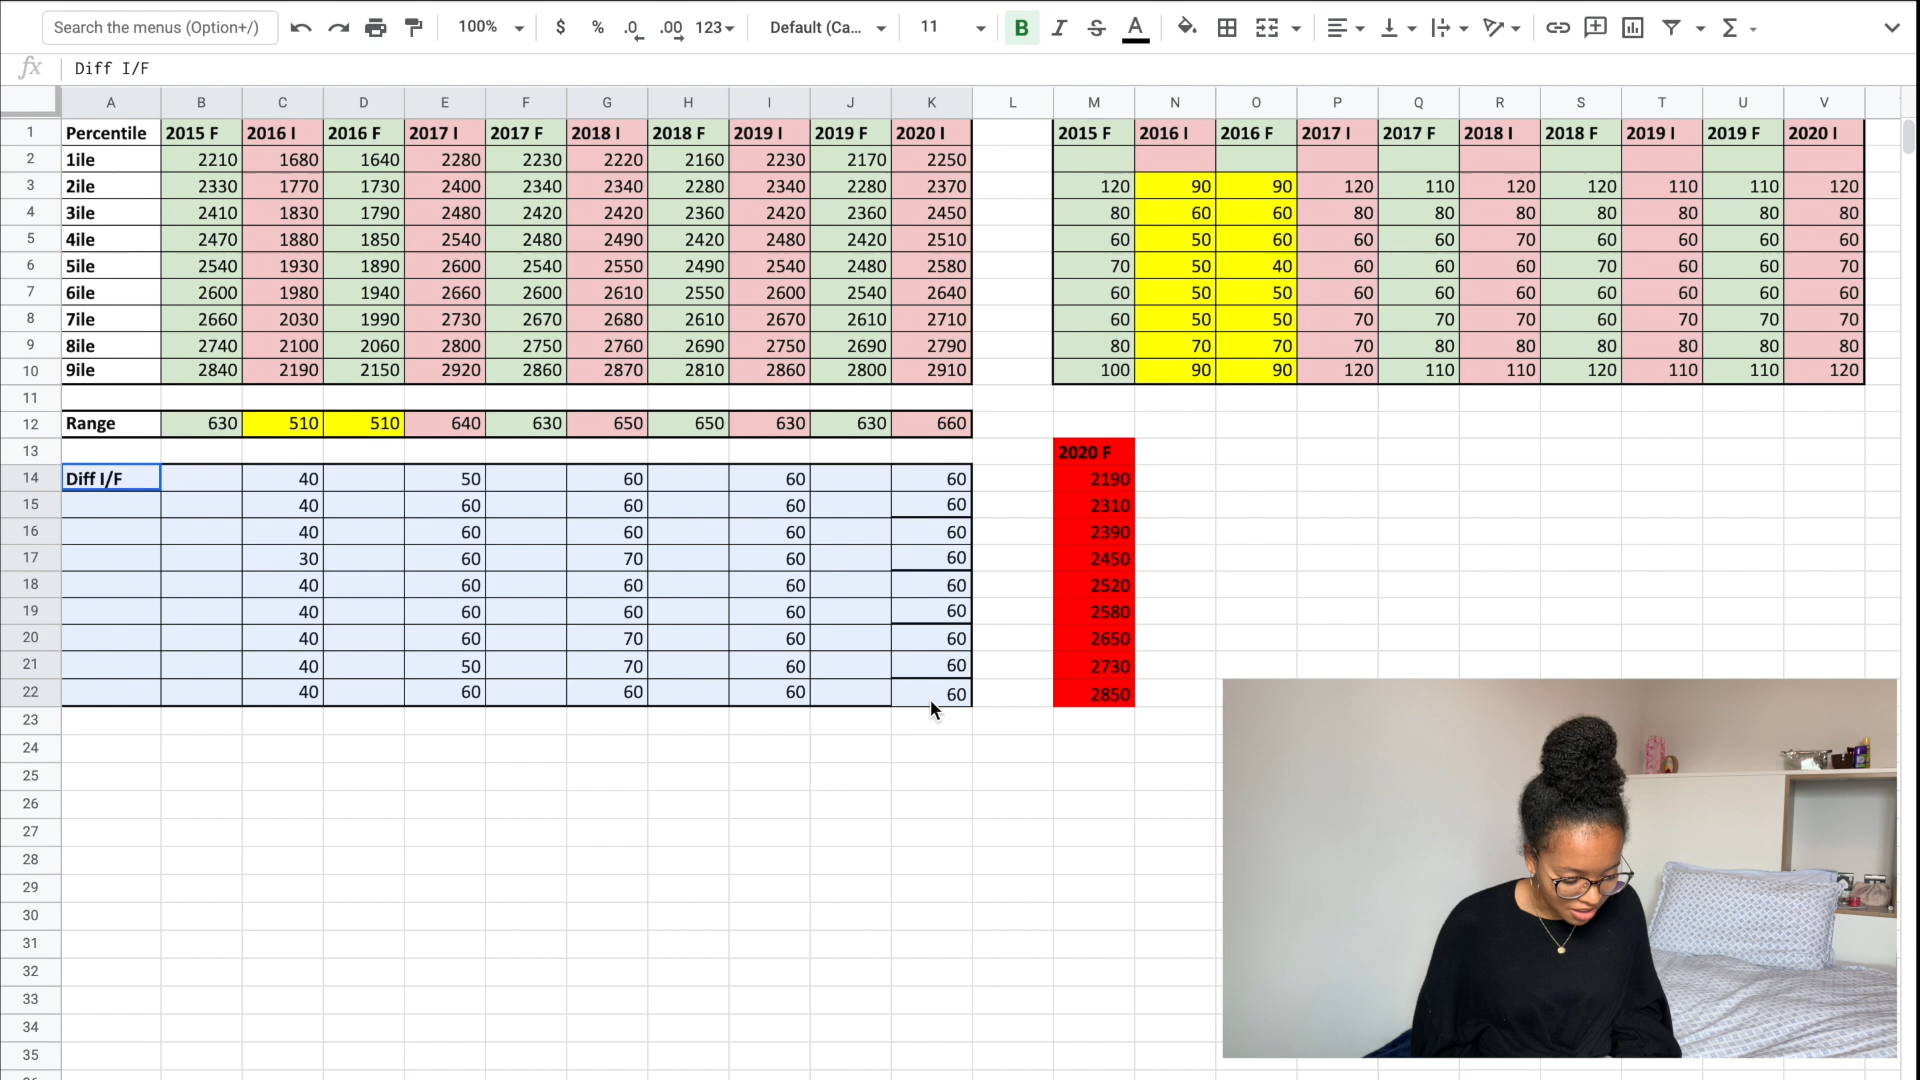 Search the menus (Option+/) 100% $ % .0 .00 123 Default (Ca... 11 B I S A Σ
fx Diff I/F
A B C D E F G H I J K L M N O P Q R S T U V
1 Percentile 2015 F 2016 I 2016 F 2017 I 2017 F 2018 I 2018 F 2019 I 2019 F 2020 I 2015 F 2016 I 2016 F 2017 I 2017 F 2018 I 2018 F 2019 I 2019 F 2020 I
2 1ile 2210 1680 1640 2280 2230 2220 2160 2230 2170 2250
3 2ile 2330 1770 1730 2400 2340 2340 2280 2340 2280 2370 120 90 90 120 110 120 120 110 110 120
4 3ile 2410 1830 1790 2480 2420 2420 2360 2420 2360 2450 80 60 60 80 80 80 80 80 80 80
5 4ile 2470 1880 1850 2540 2480 2490 2420 2480 2420 2510 60 50 60 60 60 70 60 60 60 60
6 5ile 2540 1930 1890 2600 2540 2550 2490 2540 2480 2580 70 50 40 60 60 60 70 60 60 70
7 6ile 2600 1980 1940 2660 2600 2610 2550 2600 2540 2640 60 50 50 60 60 60 60 60 60 60
8 7ile 2660 2030 1990 2730 2670 2680 2610 2670 2610 2710 60 50 50 70 70 70 60 70 70 70
9 8ile 2740 2100 2060 2800 2750 2760 2690 2750 2690 2790 80 70 70 70 80 80 80 80 80 80
10 9ile 2840 2190 2150 2920 2860 2870 2810 2860 2800 2910 100 90 90 120 110 110 120 110 110 120
11
12 Range 630 510 510 640 630 650 650 630 630 660
13 2020 F
14 Diff I/F 40 50 60 60 60 2190
15 40 60 60 60 60 2310
16 40 60 60 60 60 2390
17 30 60 70 60 60 2450
18 40 60 60 60 60 2520
19 40 60 60 60 60 2580
20 40 60 70 60 60 2650
21 40 50 70 60 60 2730
22 40 60 60 60 60 2850
23
24
25
26
27
28
29
30
31
32
33
34
35